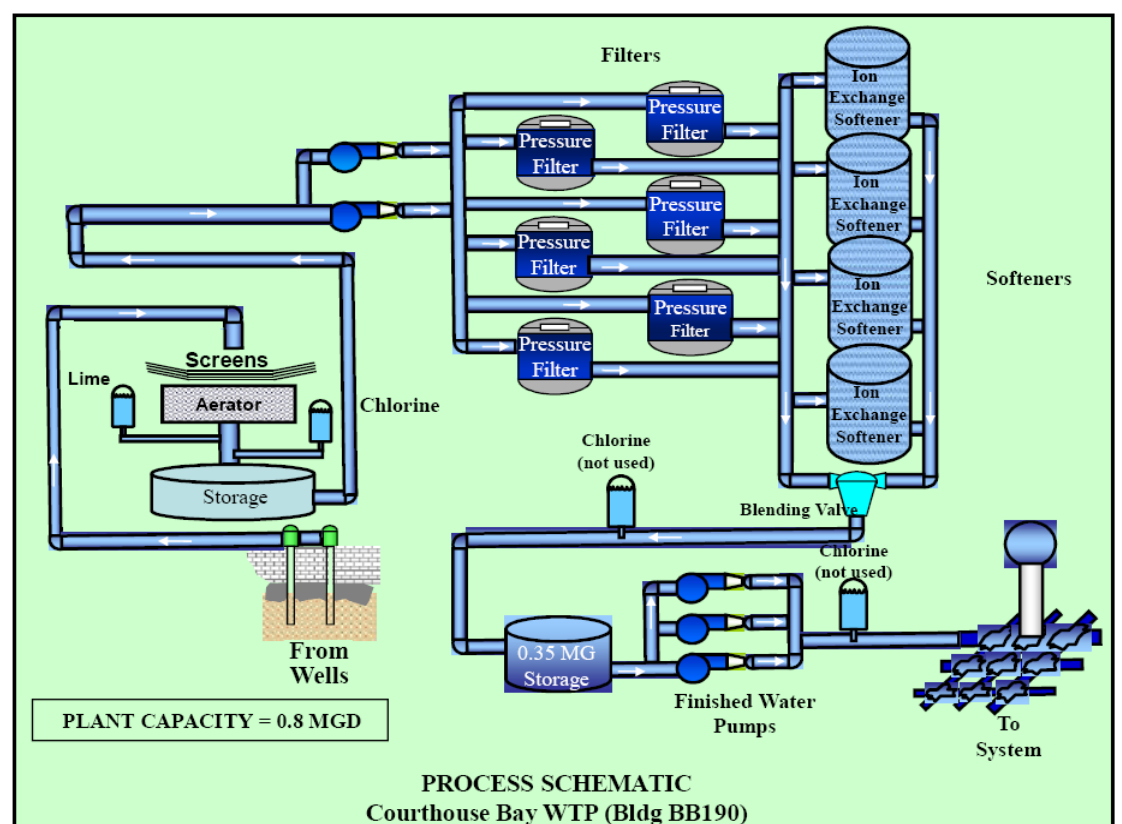 Filters
Ion
Exchange
Softener
Pressure
Filter
Pressure
Filter
Ion
Exchange
Softener
Pressure
Filter
Pressure
Filter
Ion
Exchange
Softener
Softeners
Pressure
Filter
Pressure
Filter
Ion
Exchange
Softener
Screens
Lime
Aerator
Chlorine
Storage
Chlorine
(not used)
Blending Valve
Chlorine
(not used)
From
Wells
0.35 MG
Storage
Finished Water
Pumps
To
System
PLANT CAPACITY = 0.8 MGD
PROCESS SCHEMATIC
Courthouse Bay WTP (Bldg BB190)